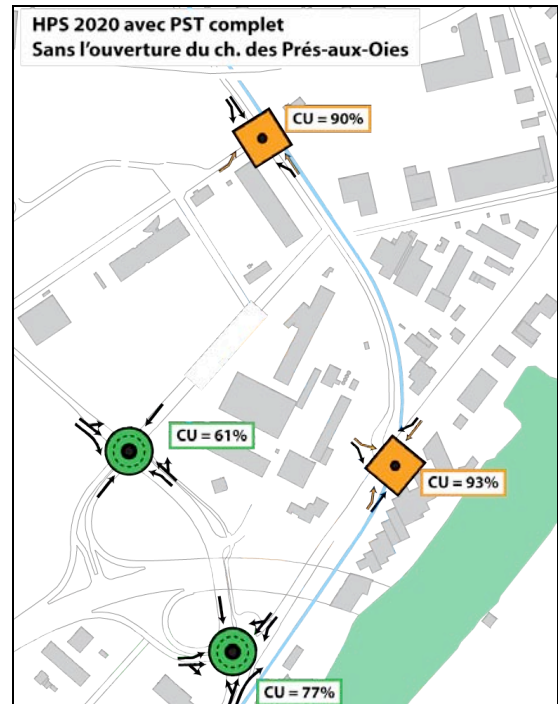 HPS 2020 avec PST complet
Sans l'ouverture du ch. des Prés-aux-Oies
CU = 90%
CU = 61%
CU = 93%
CU = 77%